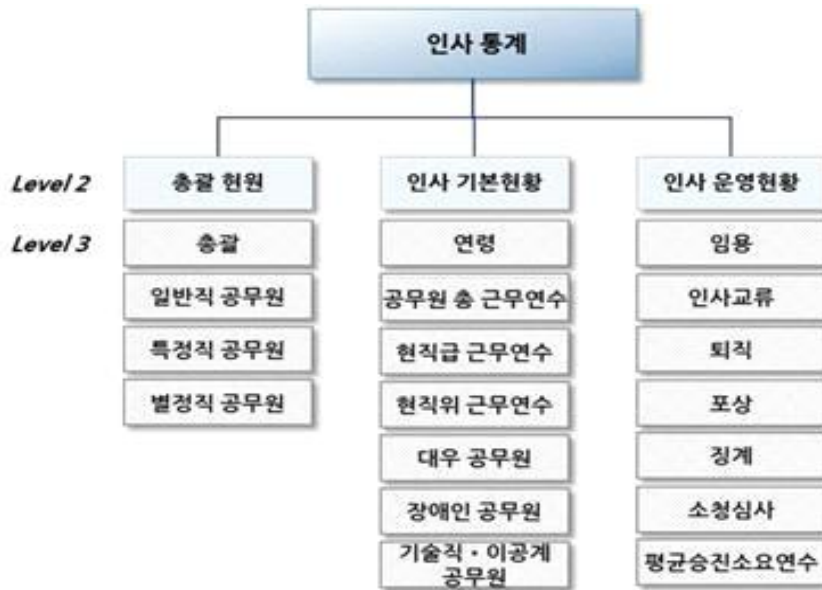 인사 통계
Level 2
총괄 현원
인사 기본현황
인사 운영현황
Level 3
총괄
연령
임용
일반직 공무원
공무원 총 근무연수
인사교류
특정직 공무원
현직급 근무연수
퇴직
별정직 공무원
현직위 근무연수
포상
대우 공무원
징계
장애인 공무원
소청심사
기술직・이공계
공무원
평균승진소요연수